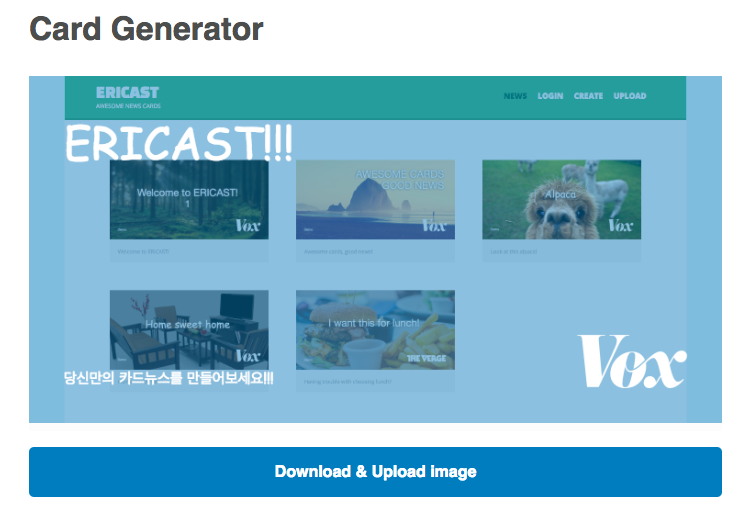 Card Generator
ERICAST
AWESOME NEWS CARDS
NEWS LOGIN CREATE UPLOAD
ERICAST!!!
Welcome to ERICAST!
1
Vox
Welcome to ERICAST!
AWESOME CARDS
GOOD NEWS
Vox
Awesome cards, good news!
Alpaca
Vox
Look at this alpaca!
Home sweet home
Vox
I want this for lunch!
THE VERGE
Having trouble with choosing lunch?
당신만의 카드뉴스를 만들어보세요!!!
Vox
Download & Upload Image